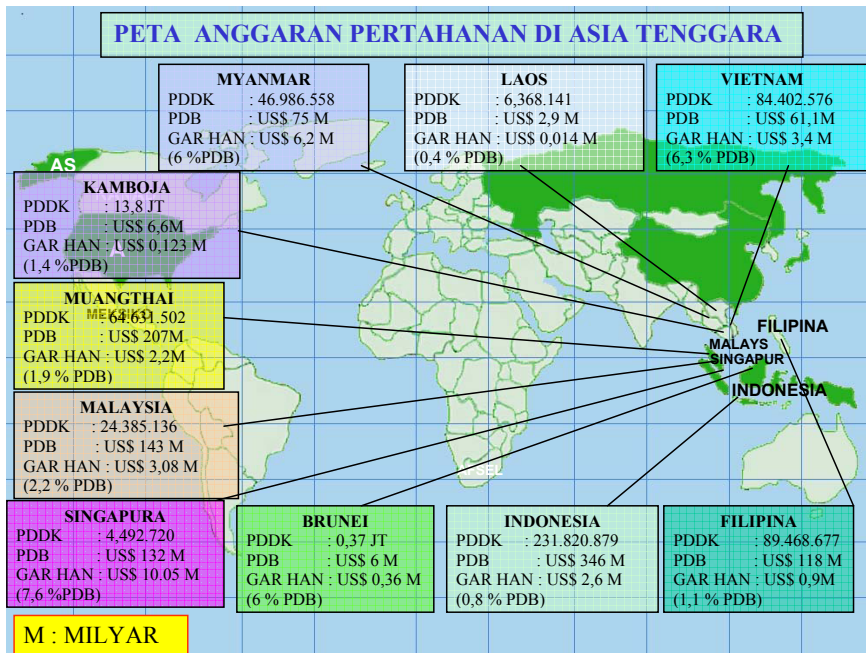 PETA ANGGARAN PERTAHANAN DI ASIA TENGGARA
MYANMAR
PDDK : 46.986.558
PDB : US$ 75 M
GAR HAN : US$ 6,2 M
(6 %PDB)
LAOS
PDDK : 6,368.141
PDB : US$ 2,9 M
GAR HAN : US$ 0,014 M
(0,4 % PDB)
VIETNAM
PDDK : 84.402.576
PDB : US$ 61,1M
GAR HAN : US$ 3,4 M
(6,3 % PDB)
AS
KAMBOJA
PDDK : 13,8 JT
PDB : US$ 6,6M
GAR HAN : US$ 0,123 M
(1,4 %PDB)
A
MUANGTHAI
MEKSIKO
PDDK : 64.631.502
PDB : US$ 207M
GAR HAN : US$ 2,2M
(1,9 % PDB)
FILIPINA
MALAYS
SINGAPUR
INDONESIA
MALAYSIA
PDDK : 24.385.136
PDB : US$ 143 M
GAR HAN : US$ 3,08 M
(2,2 % PDB)
AFSEL
SINGAPURA
PDDK : 4,492.720
PDB : US$ 132 M
GAR HAN : US$ 10.05 M
(7,6 %PDB)
BRUNEI
PDDK : 0,37 JT
PDB : US$ 6 M
GAR HAN : US$ 0,36 M
(6 % PDB)
INDONESIA
PDDK : 231.820.879
PDB : US$ 346 M
GAR HAN : US$ 2,6 M
(0,8 % PDB)
FILIPINA
PDDK : 89.468.677
PDB : US$ 118 M
GAR HAN : US$ 0,9M
(1,1 % PDB)
M : MILYAR